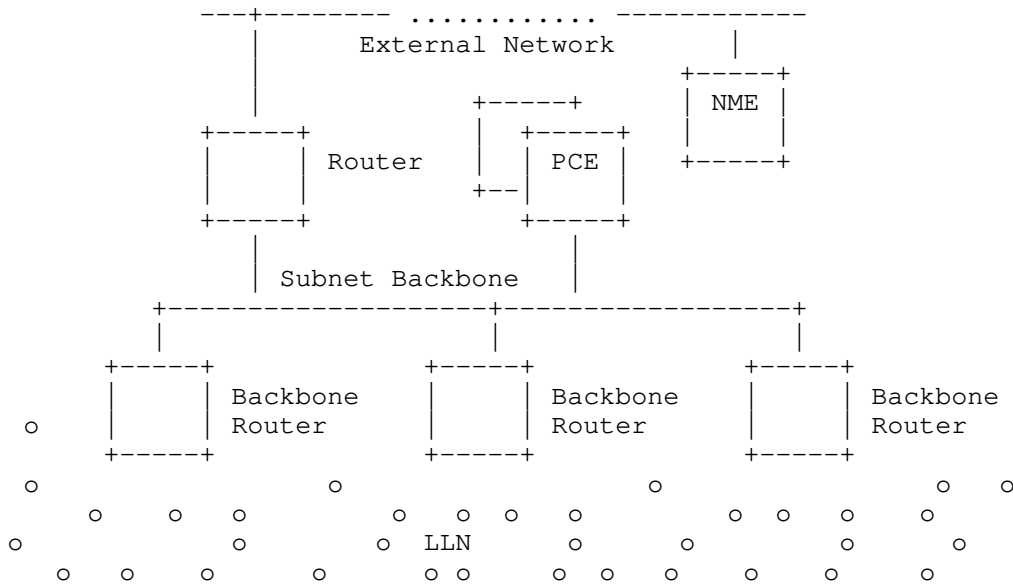 External Network
NME
Router
PCE
Subnet Backbone
Backbone Backbone Backbone
Router Router Router
LLN